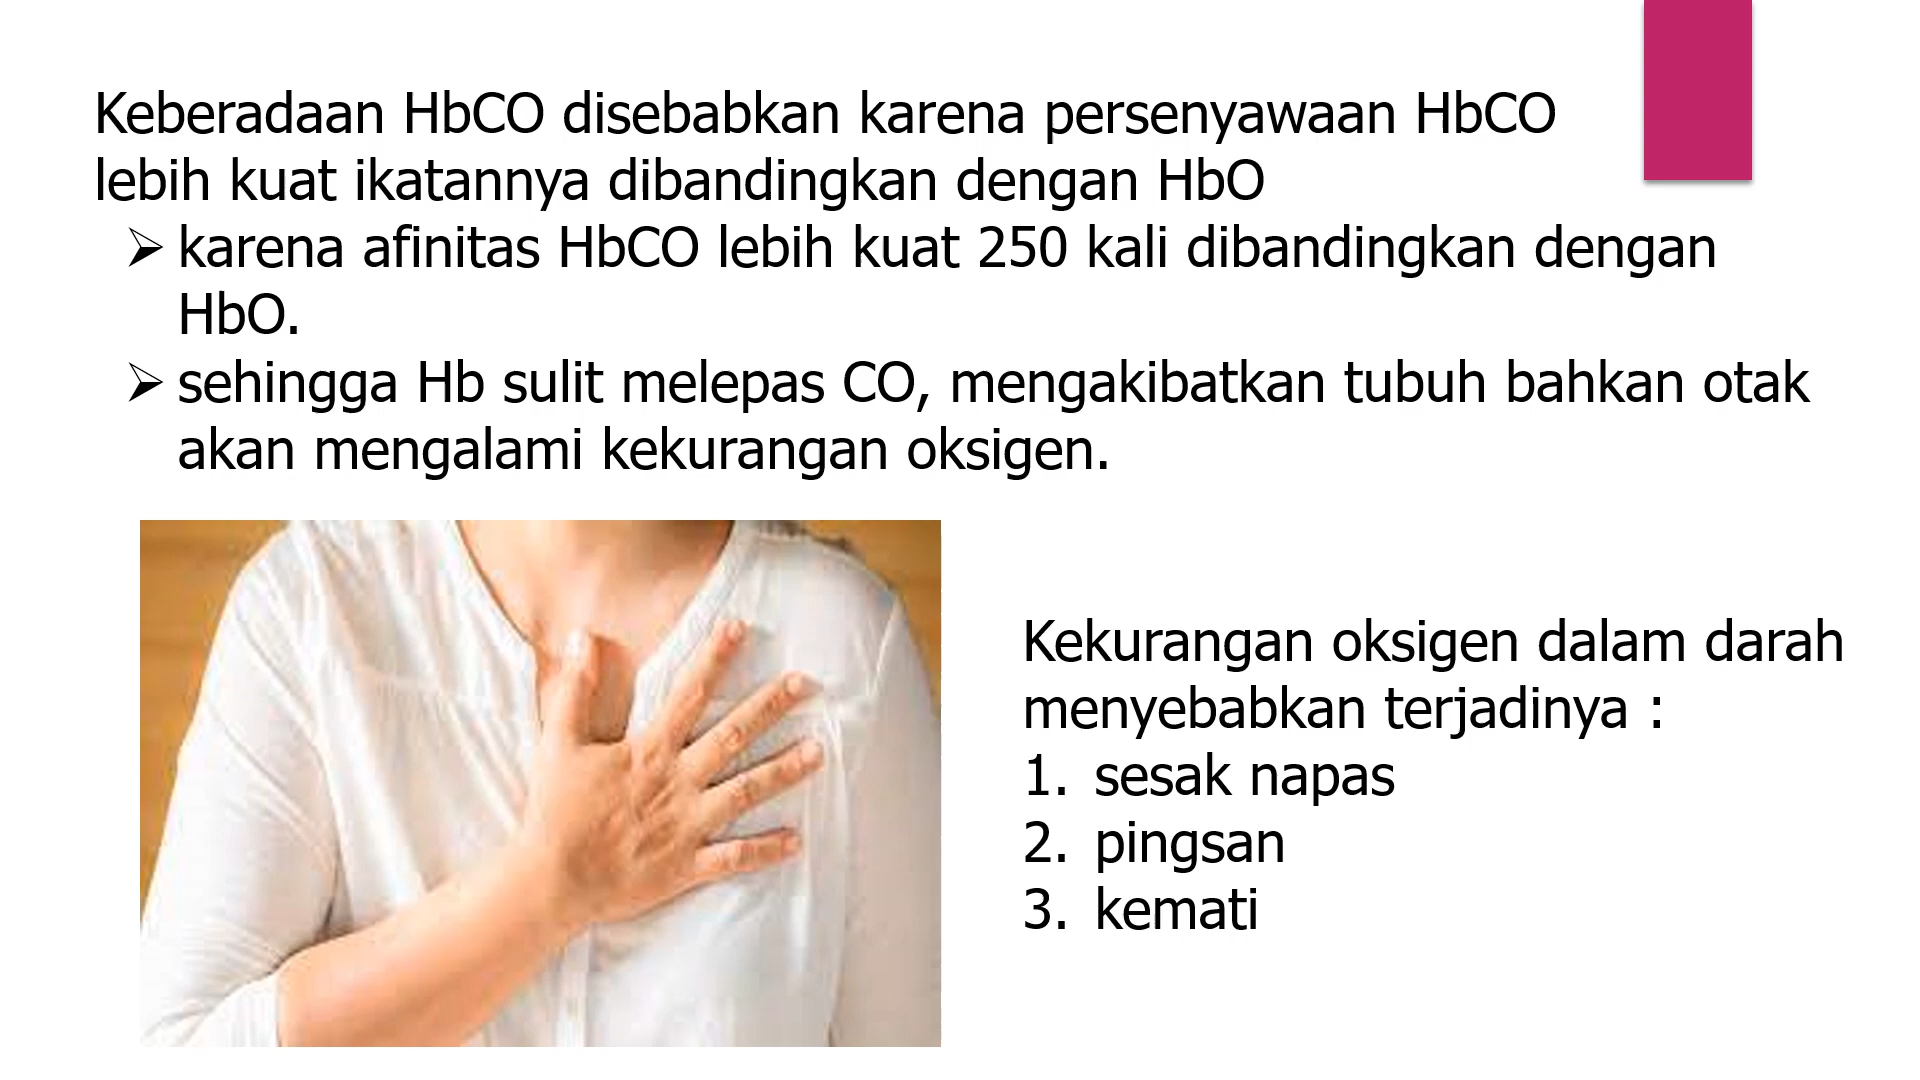 Keberadaan HbCO disebabkan karena persenyawaan HbCO
lebih kuat ikatannya dibandingkan dengan HbO
➢ karena afinitas HbCO lebih kuat 250 kali dibandingkan dengan
HbO.
➢ sehingga Hb sulit melepas CO, mengakibatkan tubuh bahkan otak
akan mengalami kekurangan oksigen.
Kekurangan oksigen dalam darah
menyebabkan terjadinya :
1. sesak napas
2. pingsan
3. kemati